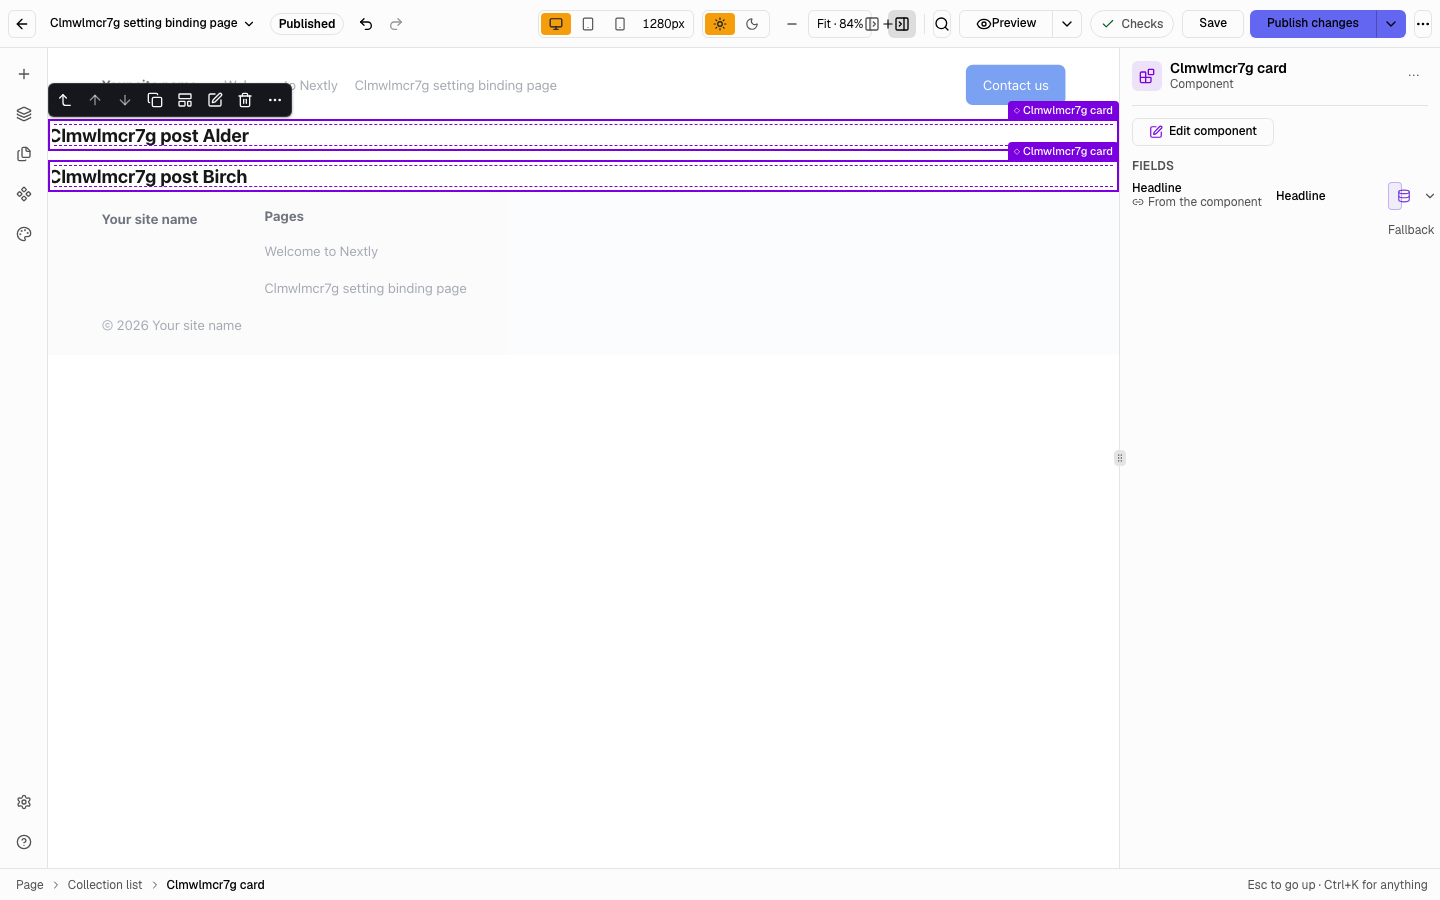 Clmwlmcr7g setting binding page
Published
1280px
Fit · 84%
Preview
Checks
Save
Publish changes
to Nextly
Clmwlmcr7g setting binding page
Contact us
Clmwlmcr7g card
Clmwlmcr7g post Alder
Clmwlmcr7g card
Clmwlmcr7g post Birch
Your site name
Pages
Welcome to Nextly
Clmwlmcr7g setting binding page
© 2026 Your site name
Clmwlmcr7g card
Component
Edit component
FIELDS
Headline
From the component
Headline
Fallback
Page
Collection list
Clmwlmcr7g card
Esc to go up · Ctrl+K for anything